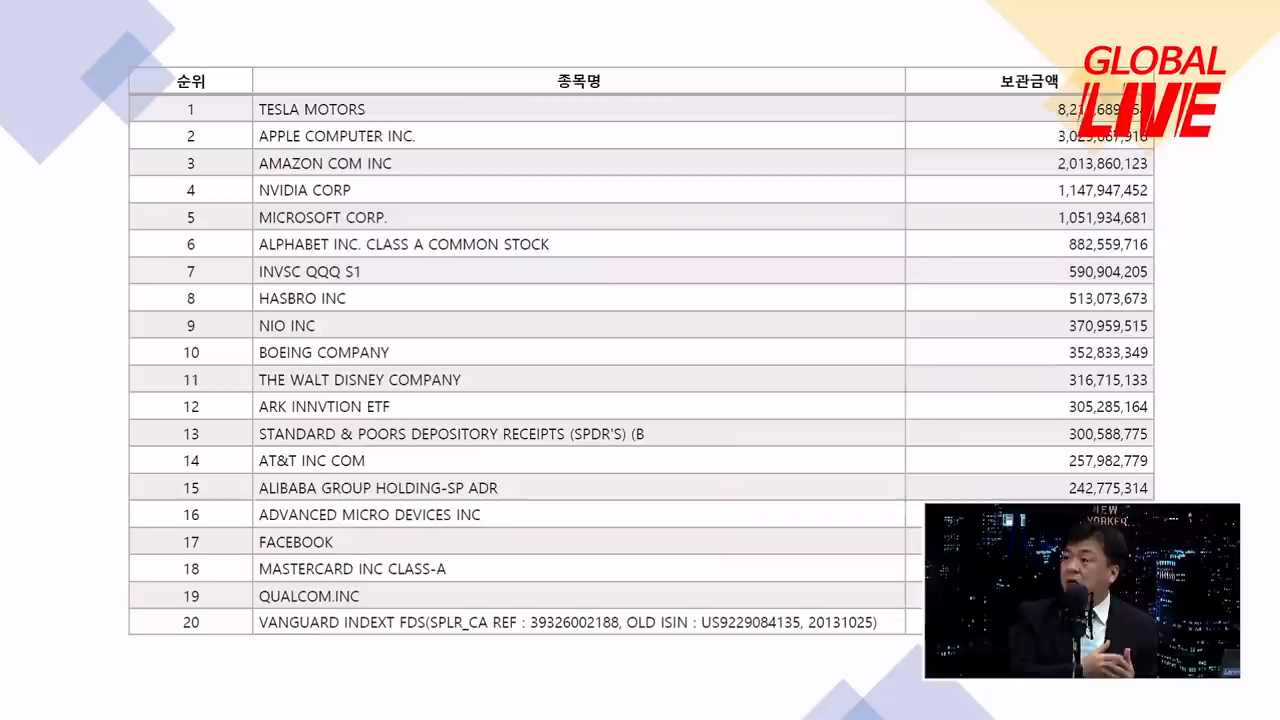 GLOBAL
LIVE
순위 종목명 보관금액
1 TESLA MOTORS
2 APPLE COMPUTER INC.
3 AMAZON COM INC 2,013,860,123
4 NVIDIA CORP 1,147,947,452
5 MICROSOFT CORP. 1,051,934,681
6 ALPHABET INC. CLASS A COMMON STOCK 882,559,716
7 INVSC QQQ S1 590,904,205
8 HASBRO INC 513,073,673
9 NIO INC 370,959,515
10 BOEING COMPANY 352,833,349
11 THE WALT DISNEY COMPANY 316,715,133
12 ARK INNVTION ETF 305,285,164
13 STANDARD & POORS DEPOSITORY RECEIPTS (SPDR'S) (B 300,588,775
14 AT&T INC COM 257,982,779
15 ALIBABA GROUP HOLDING-SP ADR 242,775,314
16 ADVANCED MICRO DEVICES INC
17 FACEBOOK
18 MASTERCARD INC CLASS-A
19 QUALCOM.INC
20 VANGUARD INDEXT FDS(SPLR_CA REF : 39326002188, OLD ISIN : US9229084135, 20131025)
NEW
YORKER